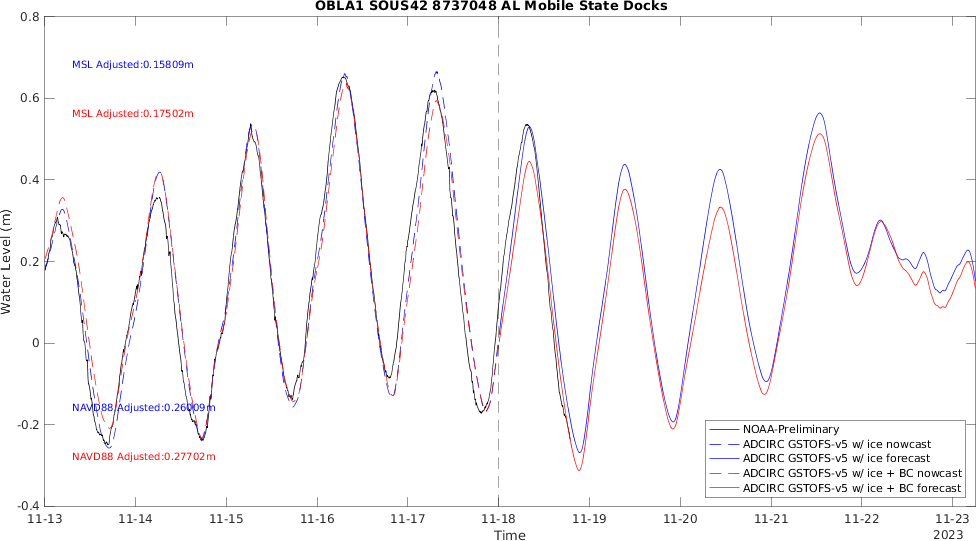 OBLA1 SOUS42 8737048 AL Mobile State Docks
Water Level (m)
0.8
0.6
0.4
0.2
0
-0.2
-0.4
MSL Adjusted:0.15809m
MSL Adjusted:0.17502m
NAVD88 Adjusted:0.26009m
NAVD88 Adjusted:0.27702m
NOAA-Preliminary
ADCIRC GSTOFS-v5 w/ ice nowcast
ADCIRC GSTOFS-v5 w/ ice forecast
ADCIRC GSTOFS-v5 w/ ice + BC nowcast
ADCIRC GSTOFS-v5 w/ ice + BC forecast
11-13 11-14 11-15 11-16 11-17 11-18 11-19 11-20 11-21 11-22 11-23
Time
2023